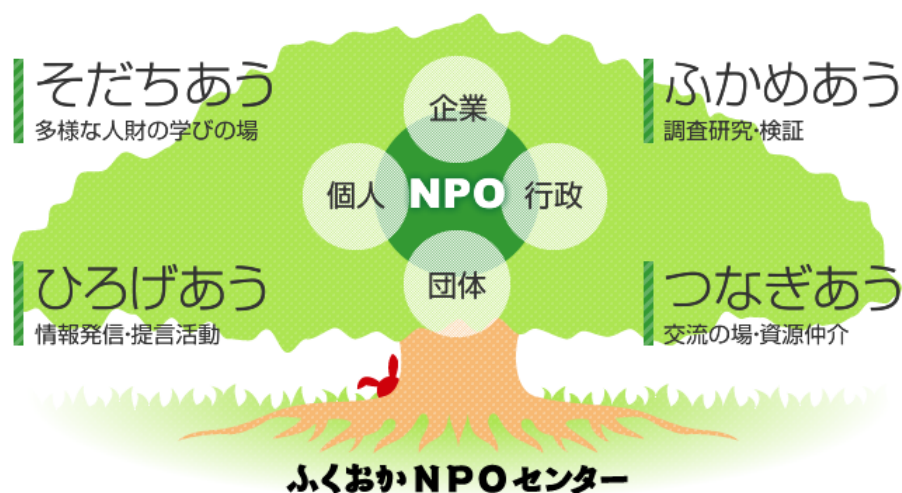 そだちあう
多様な人財の学びの場
ふかめあう
調査研究・検証
企業
個人
NPO
行政
団体
ひろげあう
情報発信・提言活動
つなぎあう
交流の場・資源仲介
ふくおかNPOセンター